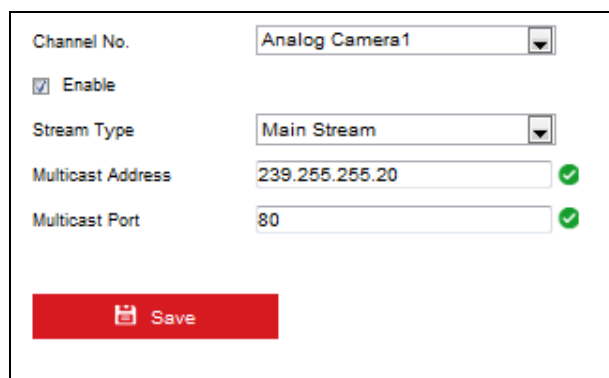 Channel No. Analog Camera1
Enable
Stream Type Main Stream
Multicast Address 239.255.255.20
Multicast Port 80
Save